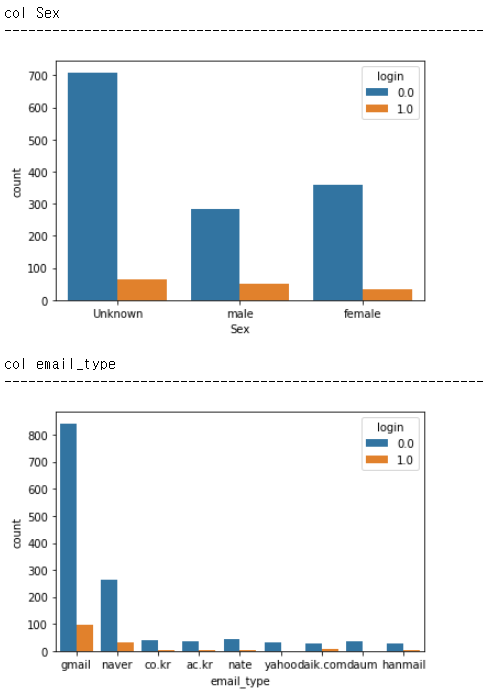 col Sex
--------------------------------------------------------------------------------
login
0.0
1.0
700
600
500
400
300
200
100
0
count
Unknown male female
Sex
col email_type
--------------------------------------------------------------------------------
login
0.0
1.0
800
700
600
500
400
300
200
100
0
count
gmail naver co.kr ac.kr nate yahoodaik.comdaum hanmail
email_type